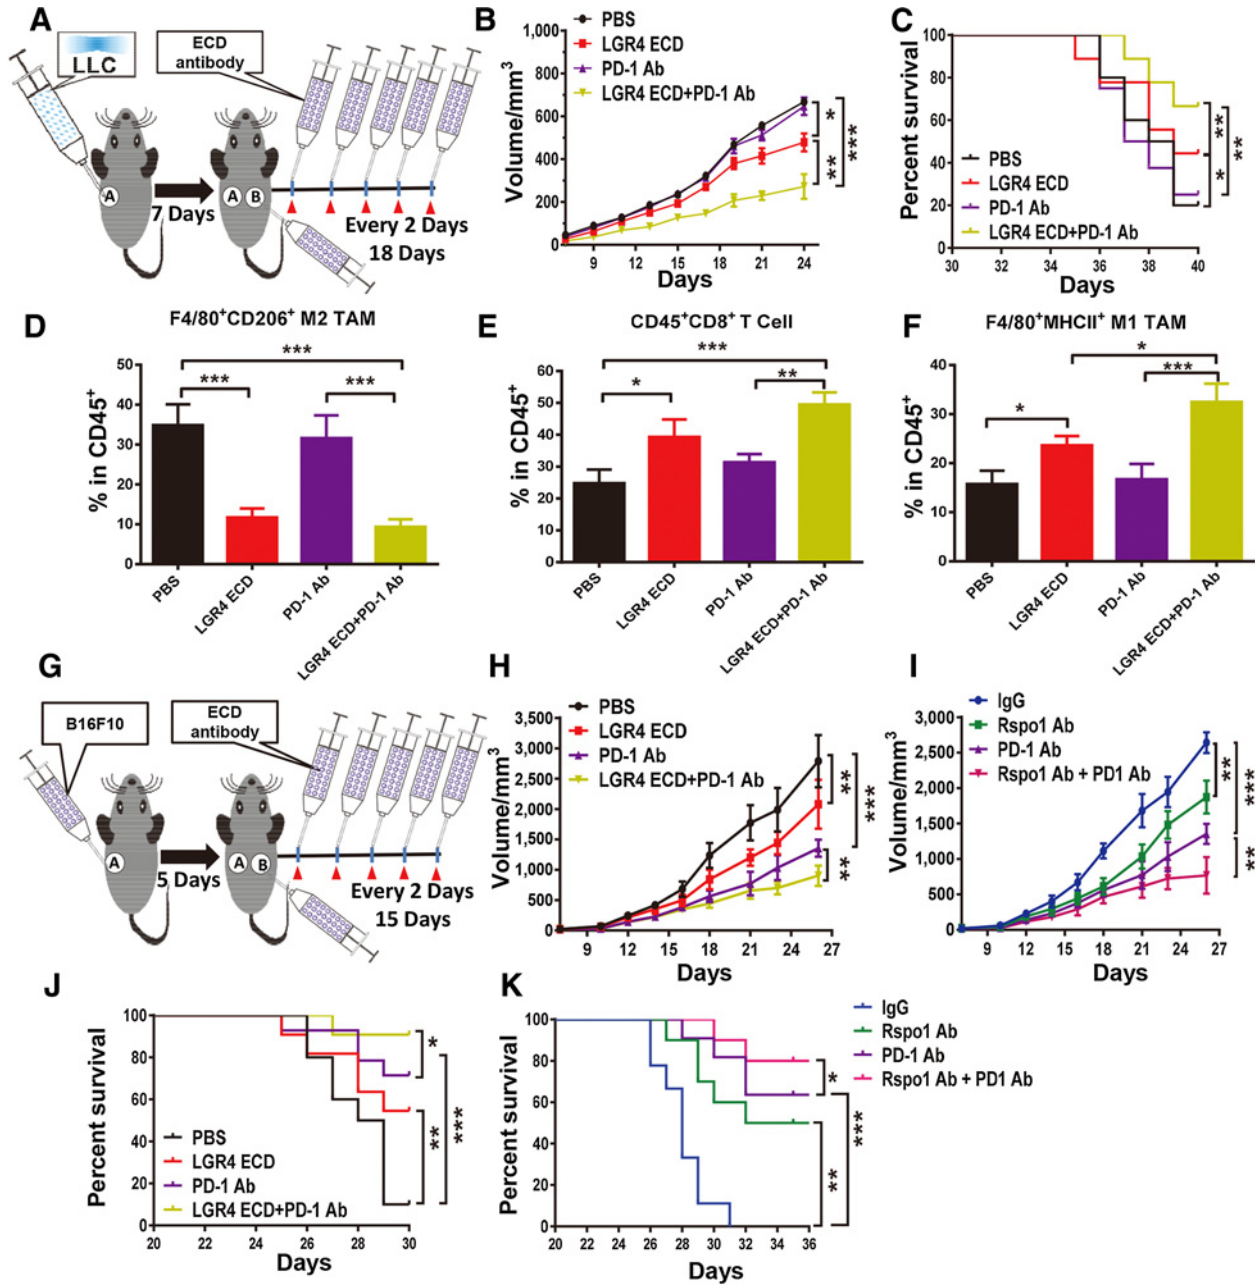 A
LLC
ECD
antibody
A
7 Days
A B
Every 2 Days
18 Days
B
PBS
LGR4 ECD
PD-1 Ab
LGR4 ECD+PD-1 Ab
Volume/mm³
1,000
800
600
400
200
0
9 12 15 18 21 24
Days
*
**
***
C
Percent survival
100
80
60
40
20
0
PBS
LGR4 ECD
PD-1 Ab
LGR4 ECD+PD-1 Ab
30 32 34 36 38 40
Days
**
*
**
D
F4/80⁺CD206⁺ M2 TAM
% in CD45⁺
50
40
30
20
10
0
***
***
***
PBS
LGR4 ECD
PD-1 Ab
LGR4 ECD+PD-1 Ab
E
CD45⁺CD8⁺ T Cell
% in CD45⁺
60
50
40
30
20
10
0
***
*
**
PBS
LGR4 ECD
PD-1 Ab
LGR4 ECD+PD-1 Ab
F
F4/80⁺MHCII⁺ M1 TAM
% in CD45⁺
40
30
20
10
0
*
***
*
PBS
LGR4 ECD
PD-1 Ab
LGR4 ECD+PD-1 Ab
G
B16F10
ECD
antibody
A
5 Days
A B
Every 2 Days
15 Days
H
PBS
LGR4 ECD
PD-1 Ab
LGR4 ECD+PD-1 Ab
Volume/mm³
3,500
3,000
2,500
2,000
1,500
1,000
500
0
9 12 15 18 21 24 27
Days
**
***
**
I
IgG
Rspo1 Ab
PD-1 Ab
Rspo1 Ab + PD1 Ab
Volume/mm³
3,000
2,500
2,000
1,500
1,000
500
0
9 12 15 18 21 24 27
Days
**
***
**
J
Percent survival
100
80
60
40
20
0
PBS
LGR4 ECD
PD-1 Ab
LGR4 ECD+PD-1 Ab
20 22 24 26 28 30
Days
*
**
***
K
Percent survival
100
80
60
40
20
0
20 22 24 26 28 30 32 34 36
Days
IgG
Rspo1 Ab
PD-1 Ab
Rspo1 Ab + PD1 Ab
*
**
***